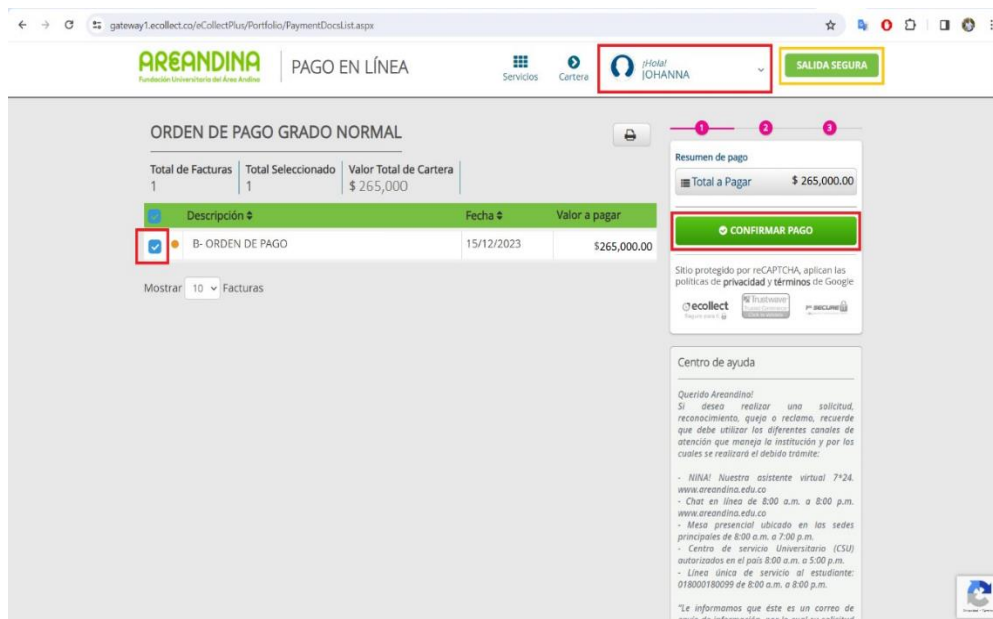 gateway1.ecollect.co/eCollectPlus/Portfolio/PaymentDocsList.aspx
AREANDINA
Fundación Universitaria del Área Andina
PAGO EN LÍNEA
Servicios
Cartera
¡Hola!
JOHANNA
SALIDA SEGURA
ORDEN DE PAGO GRADO NORMAL
Total de Facturas Total Seleccionado Valor Total de Cartera
1 1 $ 265,000
Descripción Fecha Valor a pagar
B- ORDEN DE PAGO 15/12/2023 $265,000.00
Mostrar 10 Facturas
1 2 3
Resumen de pago
Total a Pagar $ 265,000.00
CONFIRMAR PAGO
Sitio protegido por reCAPTCHA, aplican las
políticas de privacidad y términos de Google
ecollect
Trustwave
SECURE
Centro de ayuda
Querido Areandino!
Si desea realizar una solicitud,
reconocimiento, queja o reclamo, recuerde
que debe utilizar los diferentes canales de
atención que maneja la institución y por los
cuales se realizará el debido trámite:
- NINA! Nuestra asistente virtual 7*24.
www.areandina.edu.co
- Chat en línea de 8:00 a.m. a 8:00 p.m.
www.areandina.edu.co
- Mesa presencial ubicado en las sedes
principales de 8:00 a.m. a 7:00 p.m.
- Centro de servicio Universitario (CSU)
autorizados en el país 8:00 a.m. a 5:00 p.m.
- Línea única de servicio al estudiante:
018000180099 de 8:00 a.m. a 8:00 p.m.
"Le informamos que éste es un correo de